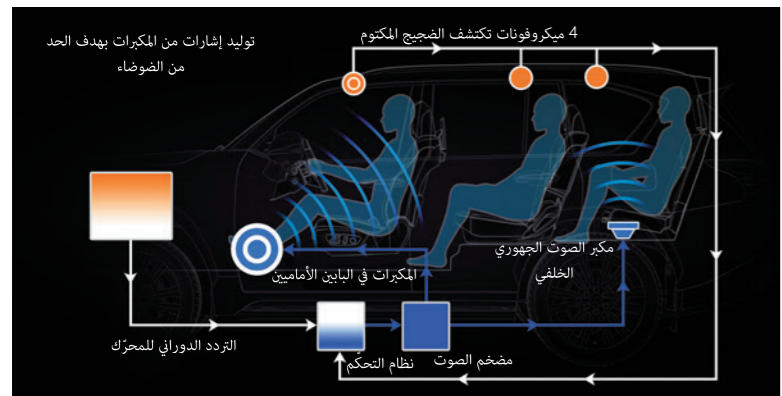 4 ميكروفونات تكتشف الضجيج المكتوم
توليد إشارات من المكبرات بهدف الحد
من الضوضاء
مكبر الصوت الجهوري
الخلفي
المكبرات في البابين الأماميين
التردد الدوراني للمحرّك
نظام التحكّم
مضخم الصوت